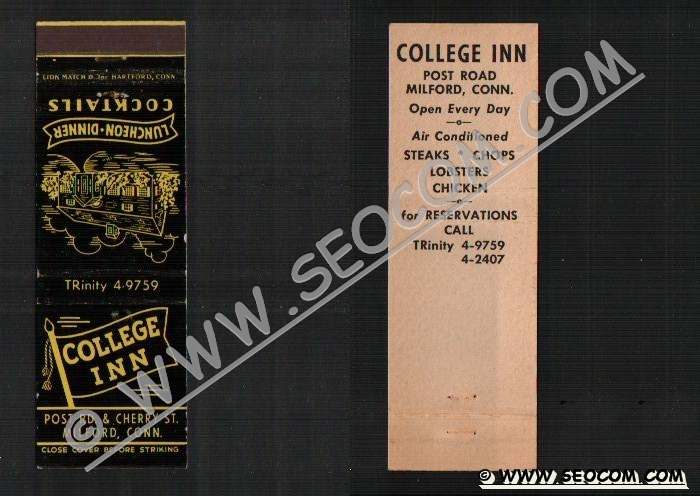 LION MATCH D. for HARTFORD, CONN
COCKTAILS
LUNCHEON - DINNER
TRinity 4-9759
COLLEGE
INN
POST RD. & CHERRY ST.
MILFORD, CONN.
CLOSE COVER BEFORE STRIKING
COLLEGE INN
POST ROAD
MILFORD, CONN.
Open Every Day
Air Conditioned
STEAKS * CHOPS
LOBSTERS
CHICKEN
for RESERVATIONS
CALL
TRinity 4-9759
4-2407
© WWW.SEOCOM.COM
© WWW.SEOCOM.COM